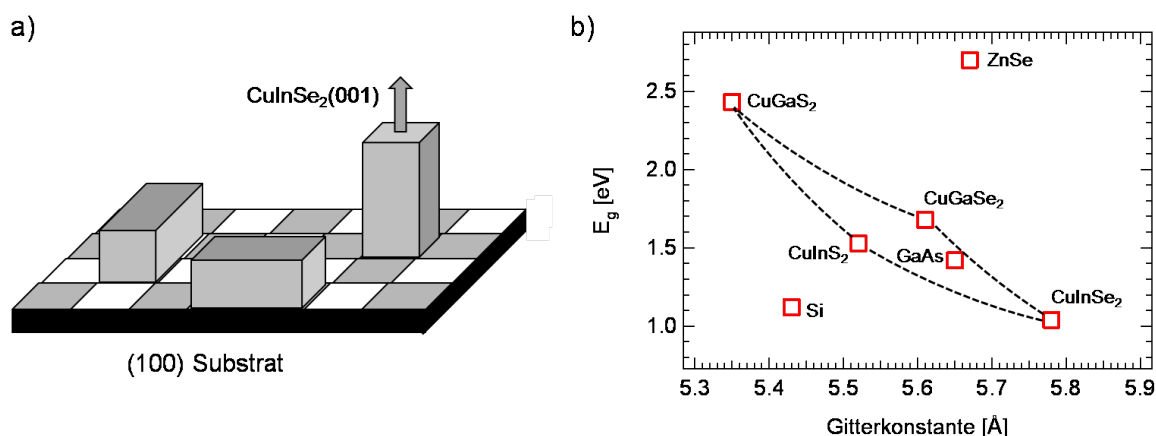 a)
CuInSe₂(001)
(100) Substrat
b)
E_g [eV]
2.5
2.0
1.5
1.0
ZnSe
CuGaS₂
CuGaSe₂
CuInS₂
GaAs
CuInSe₂
Si
5.3 5.4 5.5 5.6 5.7 5.8 5.9
Gitterkonstante [Å]